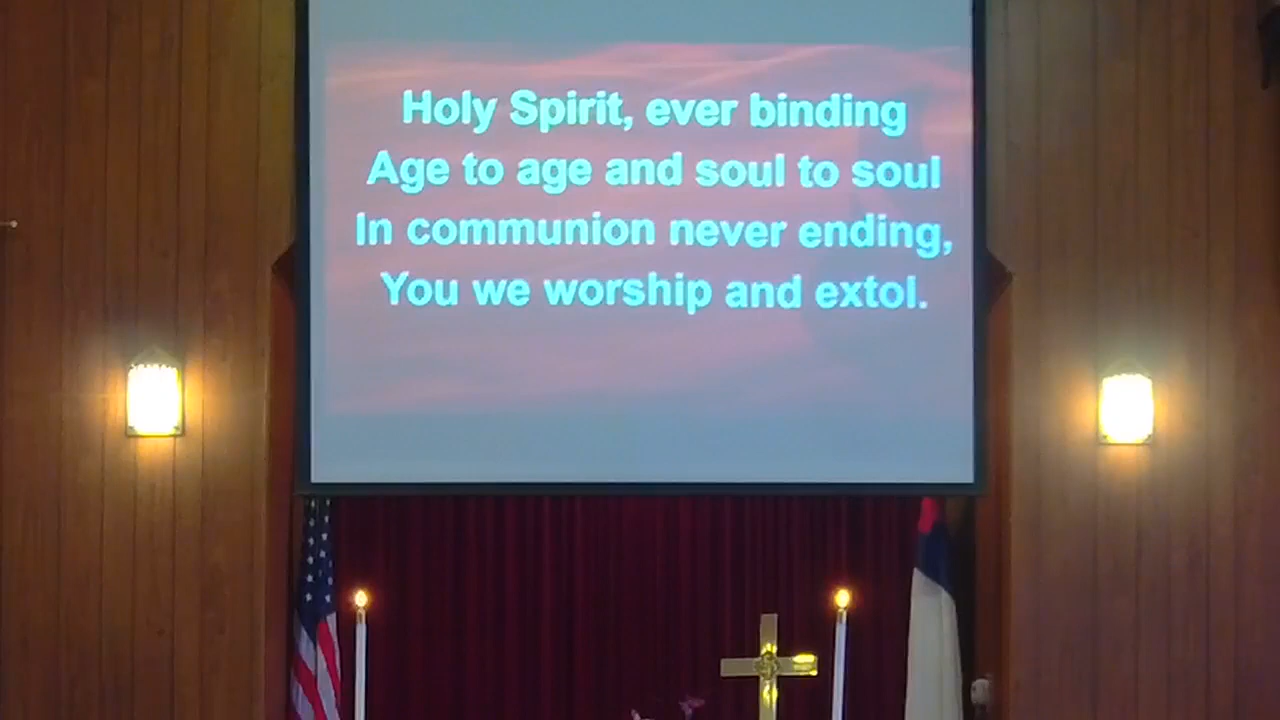 Holy Spirit, ever binding
Age to age and soul to soul
In communion never ending,
You we worship and extol.